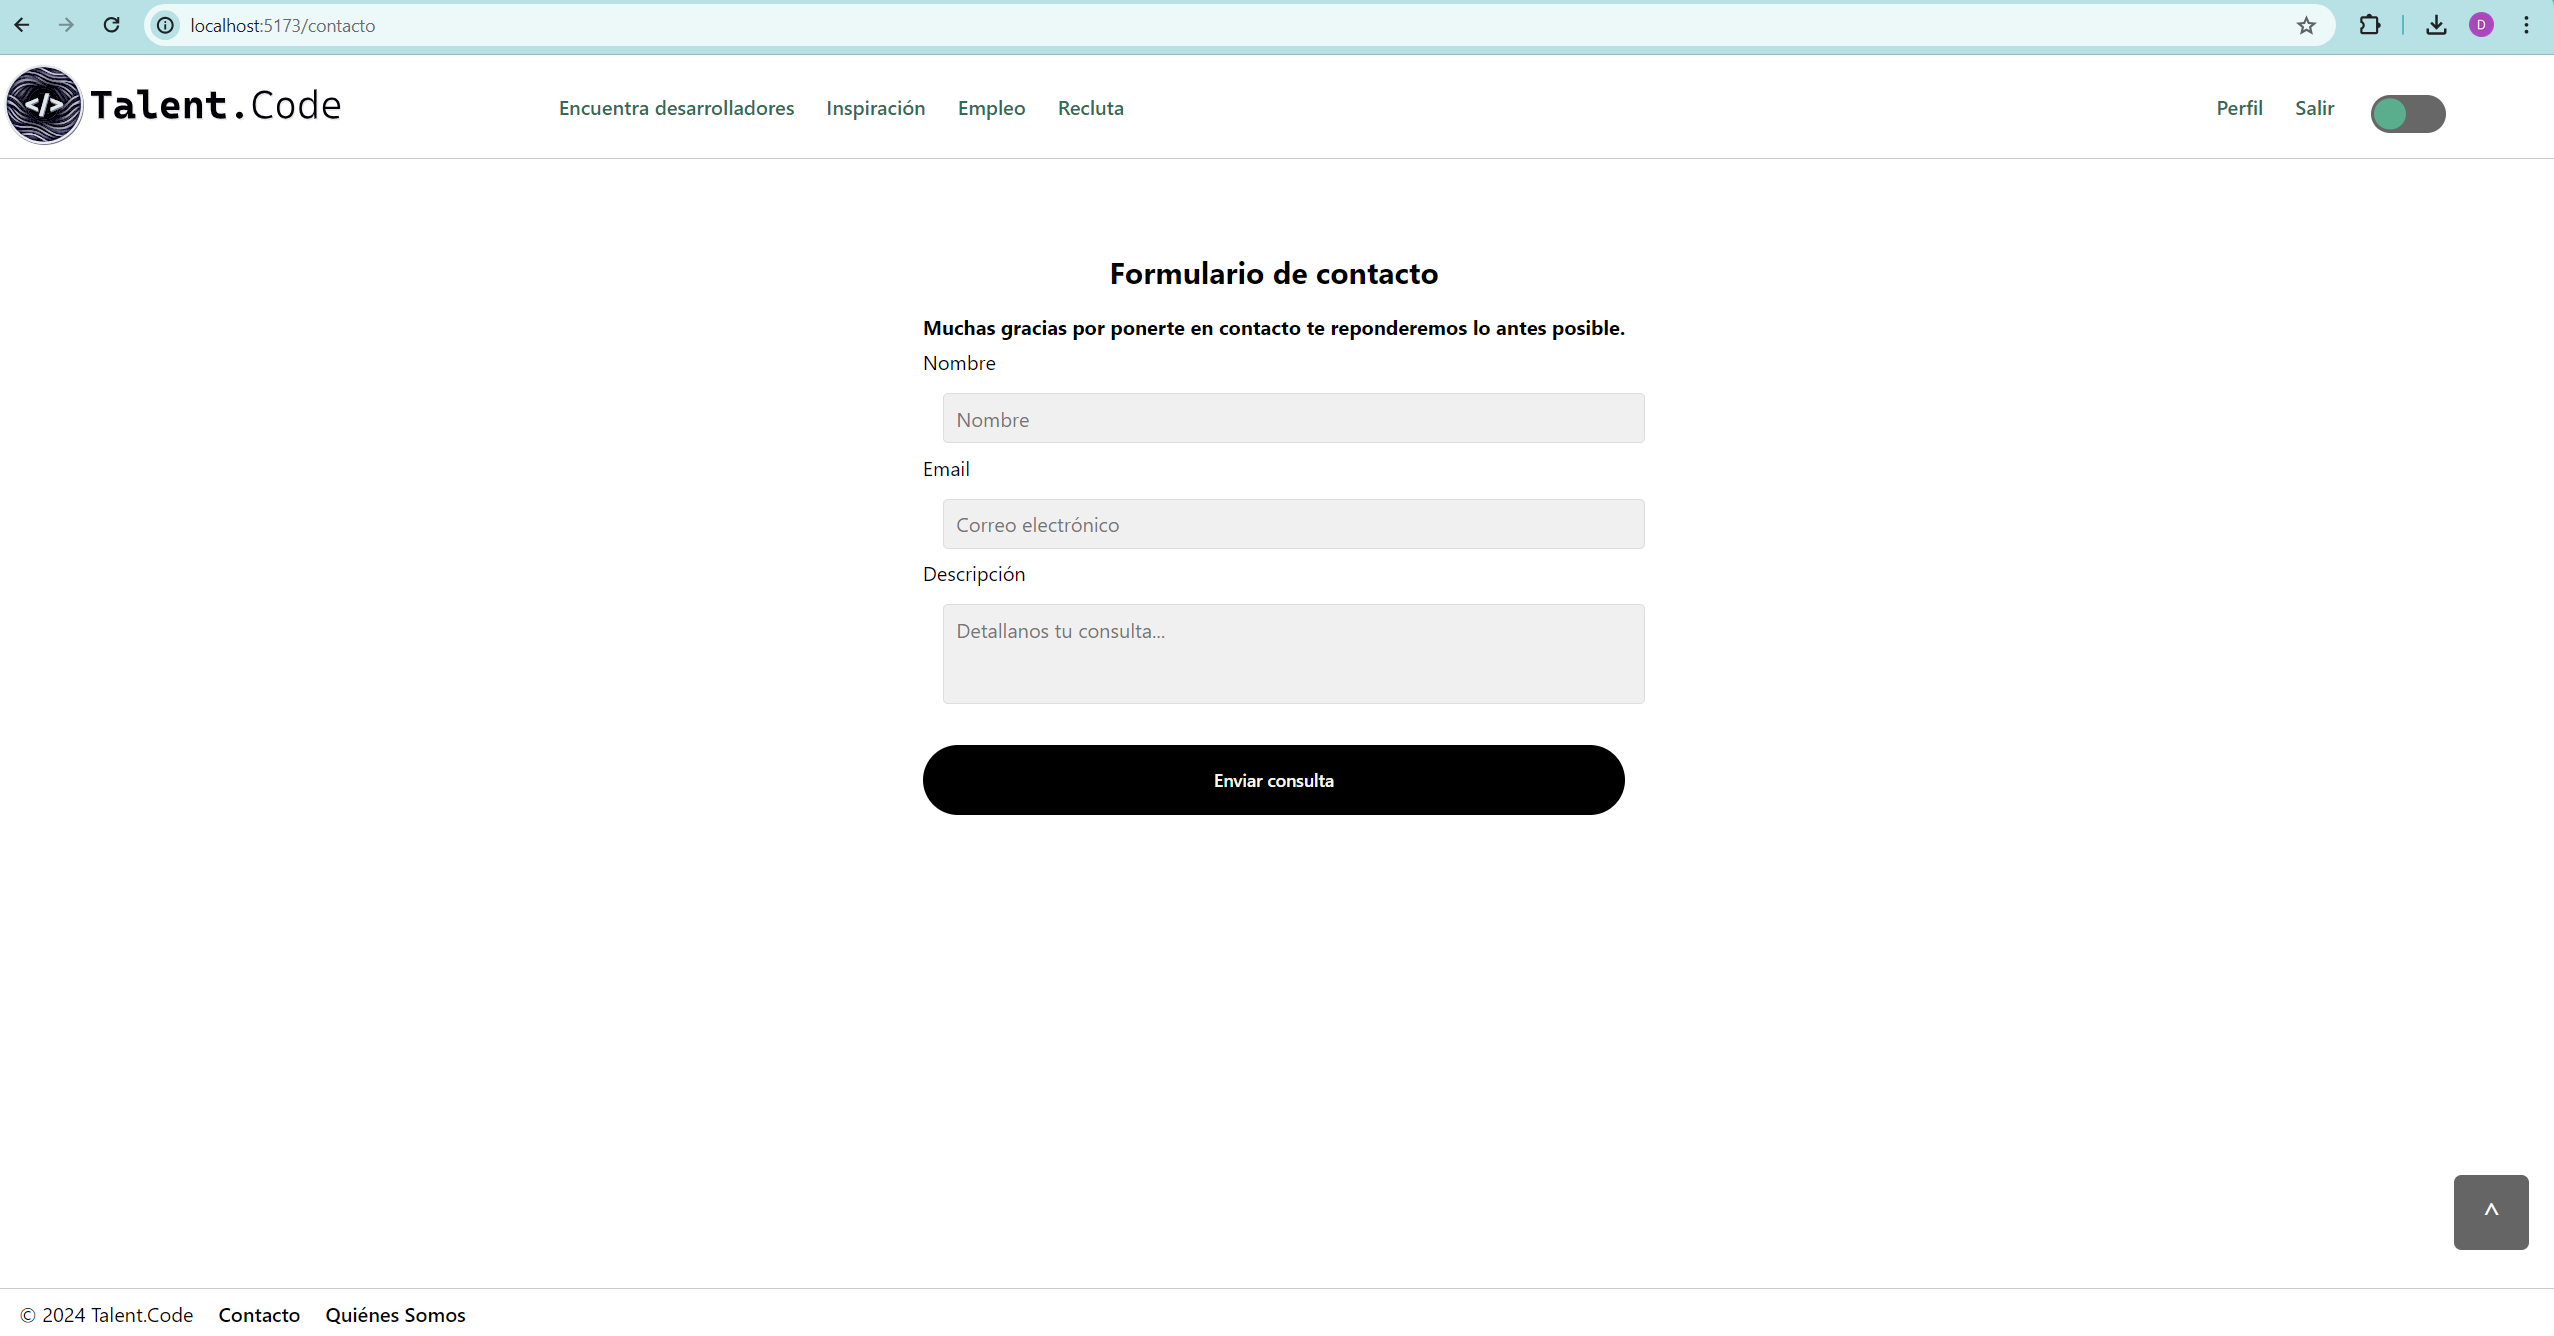 localhost:5173/contacto
D
</> Talent.Code
Encuentra desarrolladores Inspiración Empleo Recluta Perfil Salir
Formulario de contacto
Muchas gracias por ponerte en contacto te reponderemos lo antes posible.
Nombre
Nombre
Email
Correo electrónico
Descripción
Detallanos tu consulta...
Enviar consulta
^
© 2024 Talent.Code Contacto Quiénes Somos